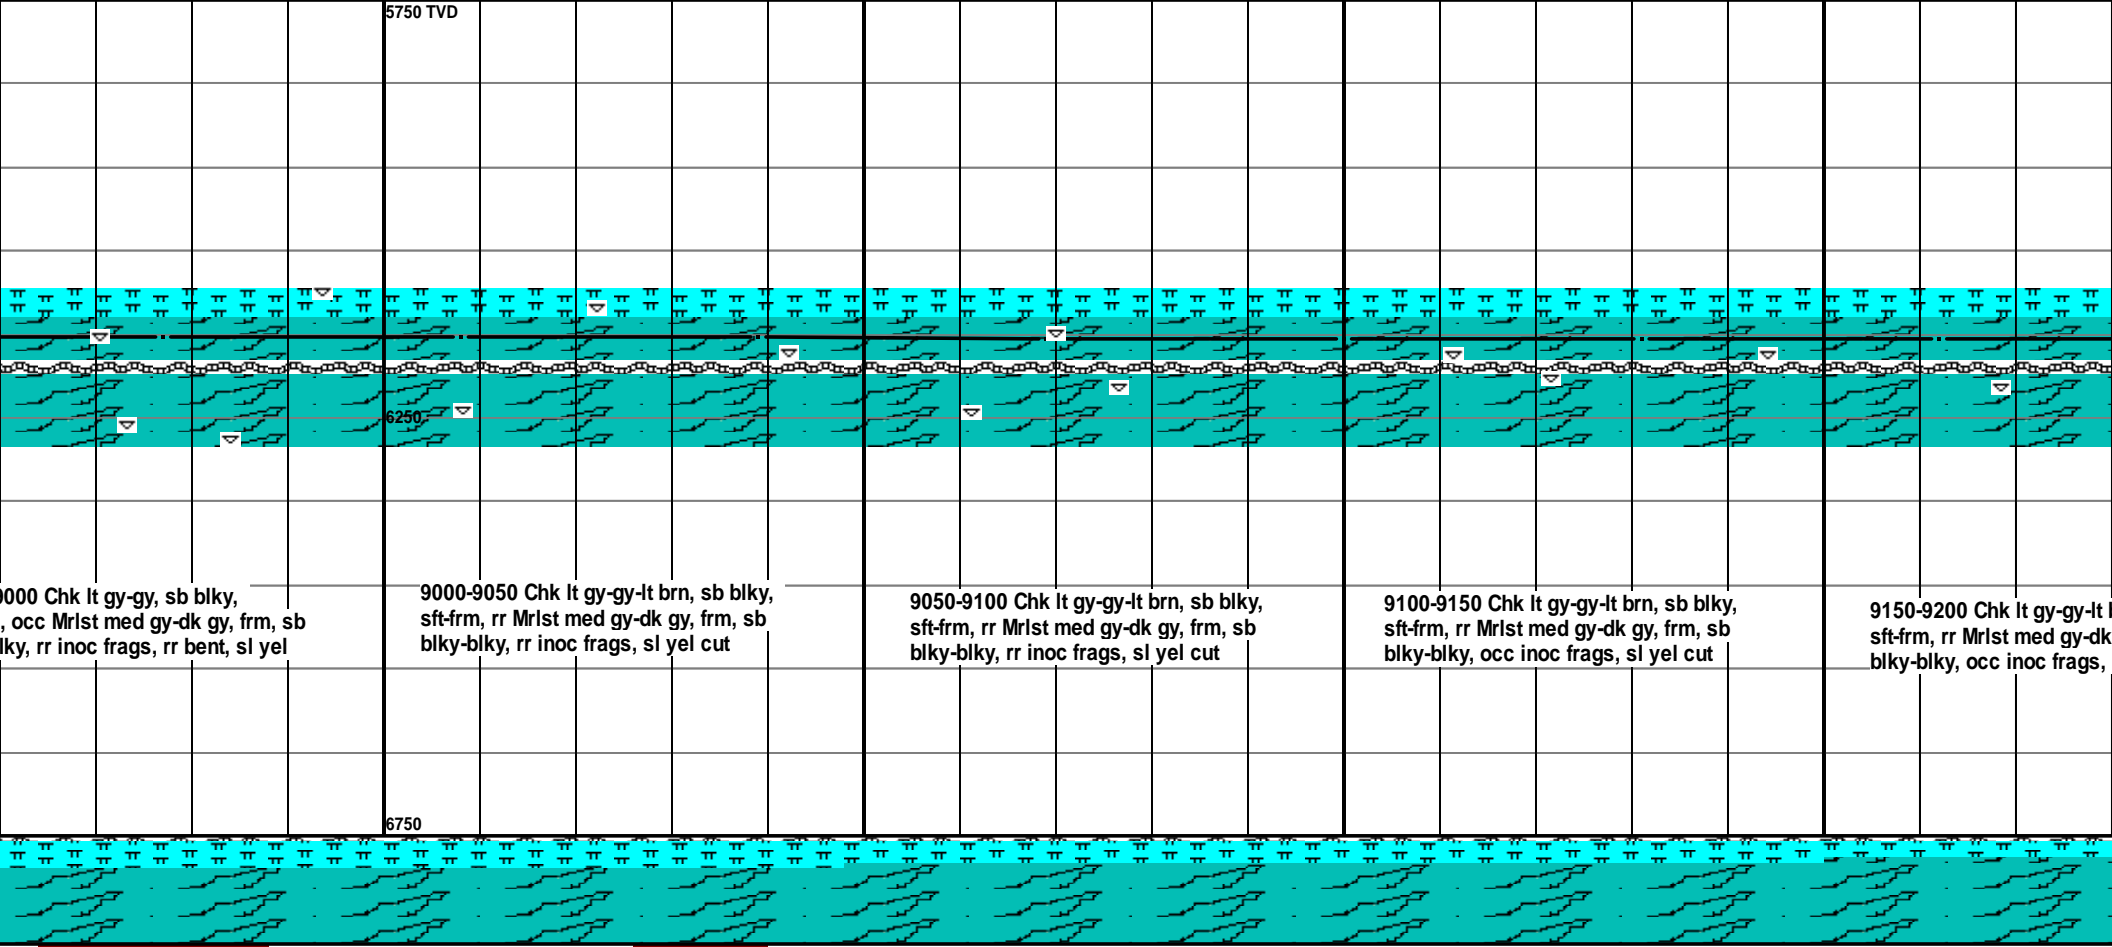 5750 TVD
6250
9000 Chk lt gy-gy, sb blky,
, occ Mrlst med gy-dk gy, frm, sb
lky, rr inoc frags, rr bent, sl yel
9000-9050 Chk lt gy-gy-lt brn, sb blky,
sft-frm, rr Mrlst med gy-dk gy, frm, sb
blky-blky, rr inoc frags, sl yel cut
9050-9100 Chk lt gy-gy-lt brn, sb blky,
sft-frm, rr Mrlst med gy-dk gy, frm, sb
blky-blky, rr inoc frags, sl yel cut
9100-9150 Chk lt gy-gy-lt brn, sb blky,
sft-frm, rr Mrlst med gy-dk gy, frm, sb
blky-blky, occ inoc frags, sl yel cut
9150-9200 Chk lt gy-gy-lt
sft-frm, rr Mrlst med gy-dk
blky-blky, occ inoc frags,
6750